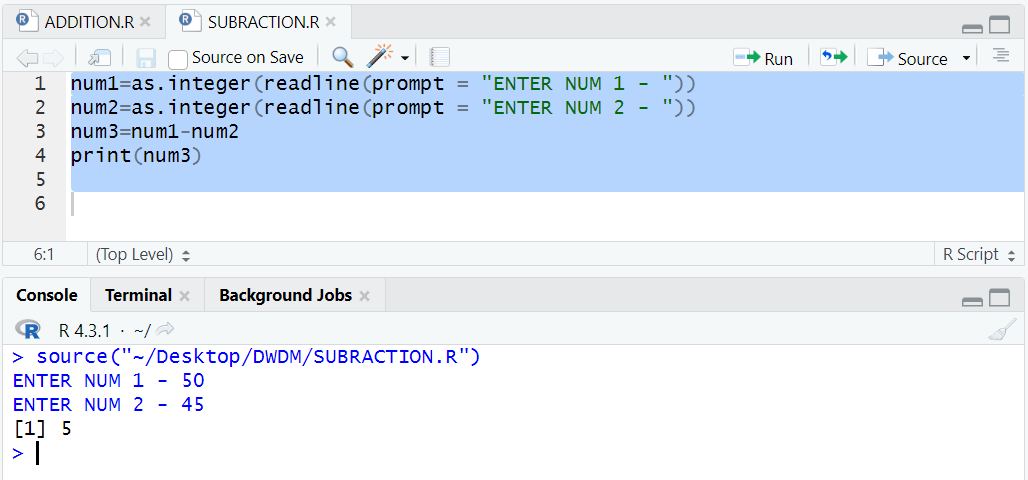 ADDITION.R SUBRACTION.R
Source on Save Run Source
1 num1=as.integer(readline(prompt = "ENTER NUM 1 - "))
2 num2=as.integer(readline(prompt = "ENTER NUM 2 - "))
3 num3=num1-num2
4 print(num3)
5
6
6:1 (Top Level) R Script
Console Terminal Background Jobs
R R 4.3.1 · ~/
> source("~/Desktop/DWDM/SUBRACTION.R")
ENTER NUM 1 - 50
ENTER NUM 2 - 45
[1] 5
>